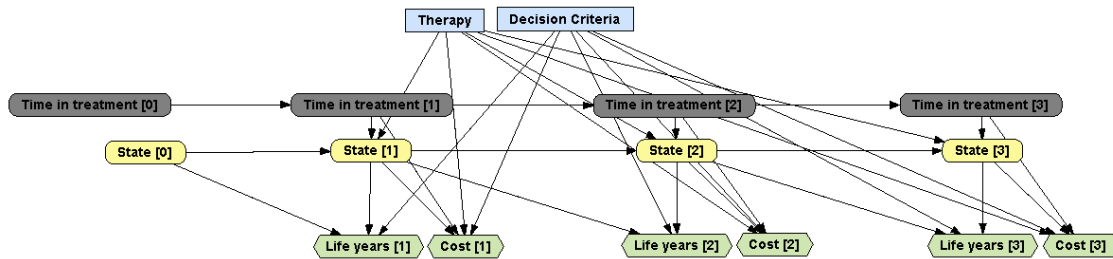 Therapy
Decision Criteria
Time in treatment [0]
Time in treatment [1]
Time in treatment [2]
Time in treatment [3]
State [0]
State [1]
State [2]
State [3]
Life years [1]
Cost [1]
Life years [2]
Cost [2]
Life years [3]
Cost [3]